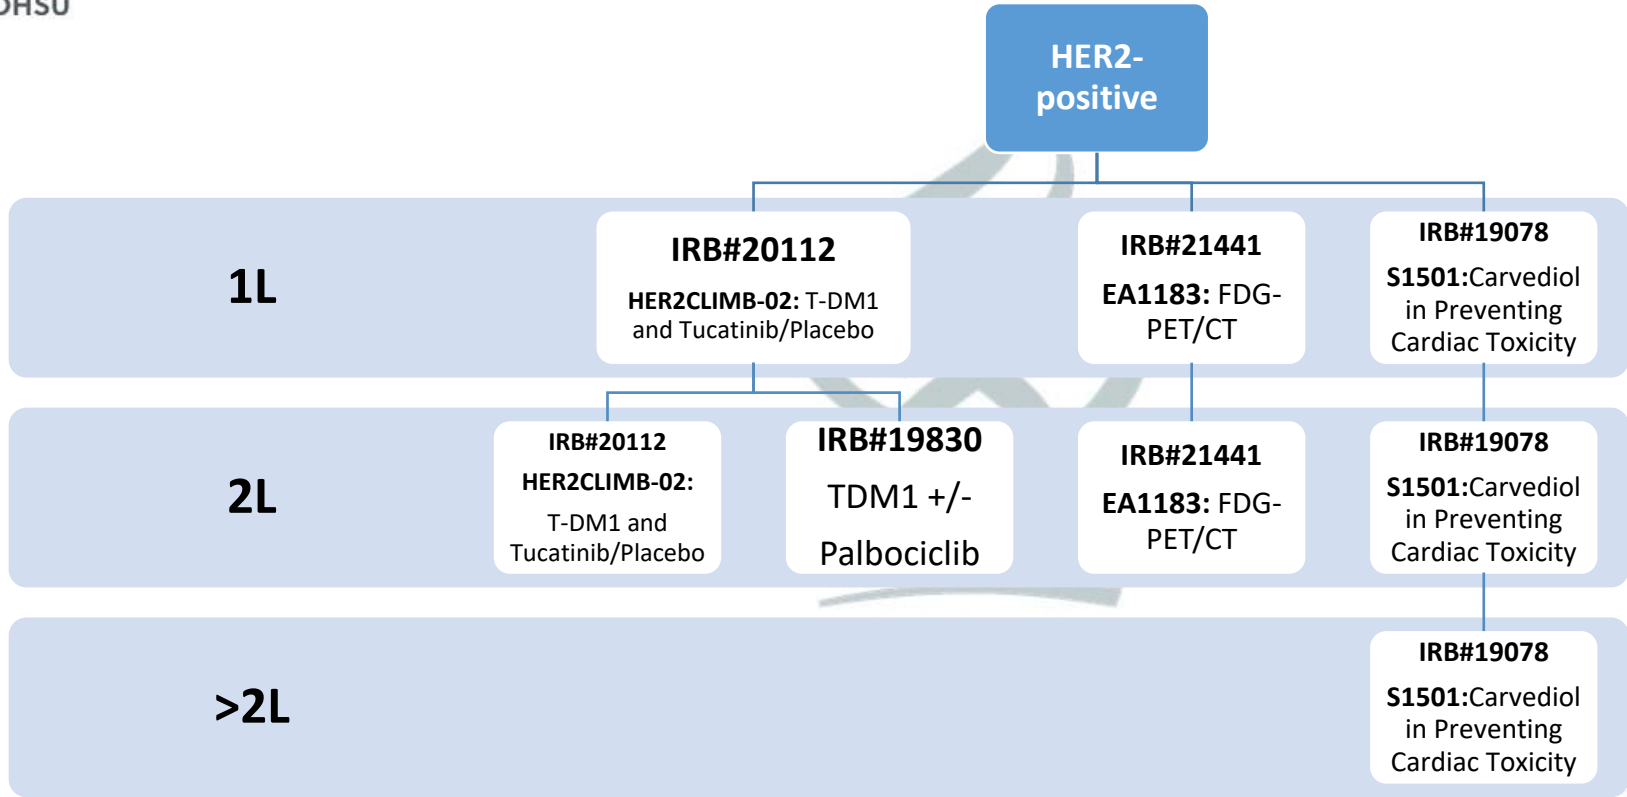 OHSU
HER2-
positive
1L
IRB#20112
HER2CLIMB-02: T-DM1
and Tucatinib/Placebo
IRB#21441
EA1183: FDG-
PET/CT
IRB#19078
S1501:Carvediol
in Preventing
Cardiac Toxicity
2L
IRB#20112
HER2CLIMB-02:
T-DM1 and
Tucatinib/Placebo
IRB#19830
TDM1 +/-
Palbociclib
IRB#21441
EA1183: FDG-
PET/CT
IRB#19078
S1501:Carvediol
in Preventing
Cardiac Toxicity
>2L
IRB#19078
S1501:Carvediol
in Preventing
Cardiac Toxicity